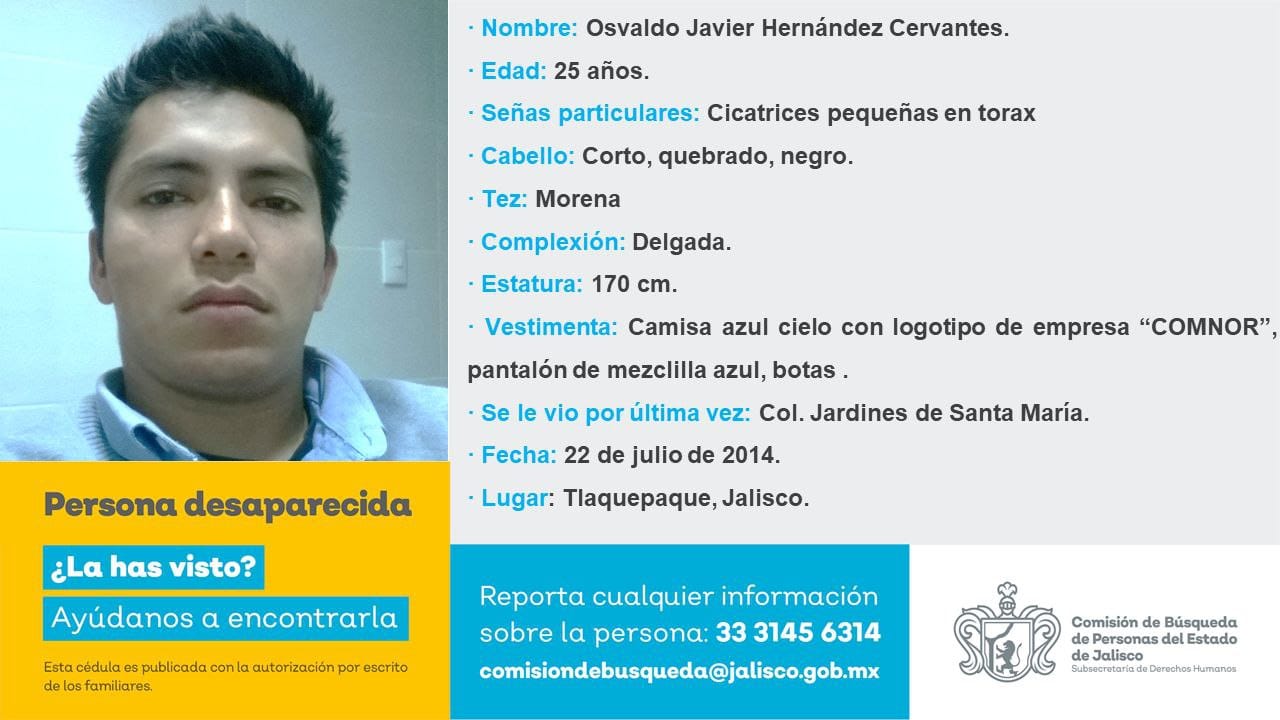 · Nombre: Osvaldo Javier Hernández Cervantes.
· Edad: 25 años.
· Señas particulares: Cicatrices pequeñas en torax
· Cabello: Corto, quebrado, negro.
· Tez: Morena
· Complexión: Delgada.
· Estatura: 170 cm.
· Vestimenta: Camisa azul cielo con logotipo de empresa “COMNOR”,
pantalón de mezclilla azul, botas .
· Se le vio por última vez: Col. Jardines de Santa María.
· Fecha: 22 de julio de 2014.
· Lugar: Tlaquepaque, Jalisco.
Persona desaparecida
¿La has visto?
Ayúdanos a encontrarla
Esta cédula es publicada con la autorización por escrito
de los familiares.
Reporta cualquier información
sobre la persona: 33 3145 6314
comisiondebusqueda@jalisco.gob.mx
Comisión de Búsqueda
de Personas del Estado
de Jalisco
Subsecretaría de Derechos Humanos